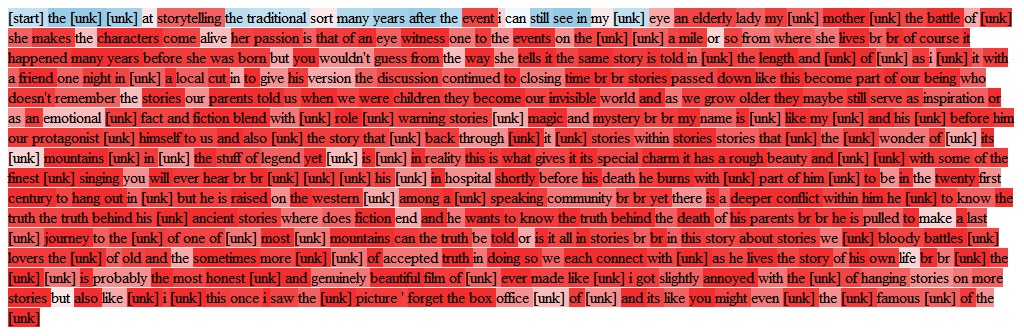 [start] the [unk] [unk] at storytelling the traditional sort many years after the event i can still see in my [unk] eye an elderly lady my [unk] mother [unk] the battle of [unk]
she makes the characters come alive her passion is that of an eye witness one to the events on the [unk] [unk] a mile or so from where she lives br br of course it
happened many years before she was born but you wouldn't guess from the way she tells it the same story is told in [unk] the length and [unk] of [unk] as i [unk] it with
a friend one night in [unk] a local cut in to give his version the discussion continued to closing time br br stories passed down like this become part of our being who
doesn't remember the stories our parents told us when we were children they become our invisible world and as we grow older they maybe still serve as inspiration or
as an emotional [unk] fact and fiction blend with [unk] role [unk] warning stories [unk] magic and mystery br br my name is [unk] like my [unk] and his [unk] before him
our protagonist [unk] himself to us and also [unk] the story that [unk] back through [unk] it [unk] stories within stories stories that [unk] the [unk] wonder of [unk] its
[unk] mountains [unk] in [unk] the stuff of legend yet [unk] is [unk] in reality this is what gives it its special charm it has a rough beauty and [unk] [unk] with some of the
finest [unk] singing you will ever hear br br [unk] [unk] [unk] his [unk] in hospital shortly before his death he burns with [unk] part of him [unk] to be in the twenty first
century to hang out in [unk] but he is raised on the western [unk] among a [unk] speaking community br br yet there is a deeper conflict within him he [unk] to know the
truth the truth behind his [unk] ancient stories where does fiction end and he wants to know the truth behind the death of his parents br br he is pulled to make a last
[unk] journey to the [unk] of one of [unk] most [unk] mountains can the truth be told or is it all in stories br br in this story about stories we [unk] bloody battles [unk]
lovers the [unk] of old and the sometimes more [unk] [unk] of accepted truth in doing so we each connect with [unk] as he lives the story of his own life br br [unk] the
[unk] [unk] is probably the most honest [unk] and genuinely beautiful film of [unk] ever made like [unk] i got slightly annoyed with the [unk] of hanging stories on more
stories but also like [unk] i [unk] this once i saw the [unk] picture ' forget the box office [unk] of [unk] and its like you might even [unk] the [unk] famous [unk] of the
[unk]